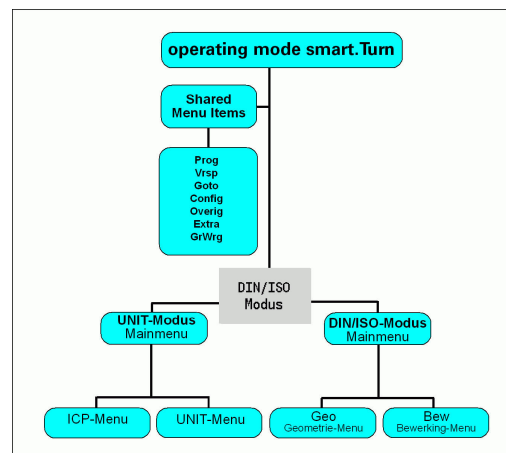 operating mode smart.Turn
Shared
Menu Items
Prog
Vrsp
Goto
Config
Overig
Extra
GrWrg
DIN/ISO
Modus
UNIT-Modus
Mainmenu
DIN/ISO-Modus
Mainmenu
ICP-Menu
UNIT-Menu
Geo
Geometrie-Menu
Bew
Bewerking-Menu